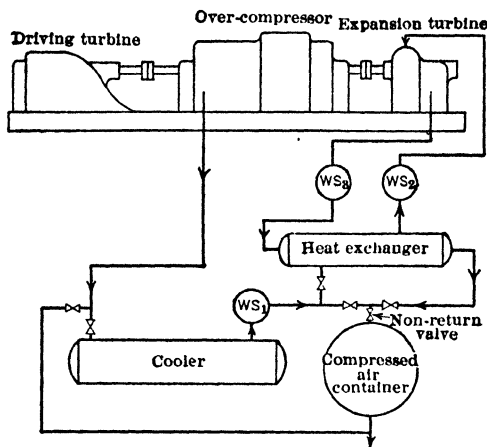 Over-compressor
Driving turbine
Expansion turbine
WS3
WS2
Heat exchanger
WS1
Non-return
valve
Cooler
Compressed
air
container